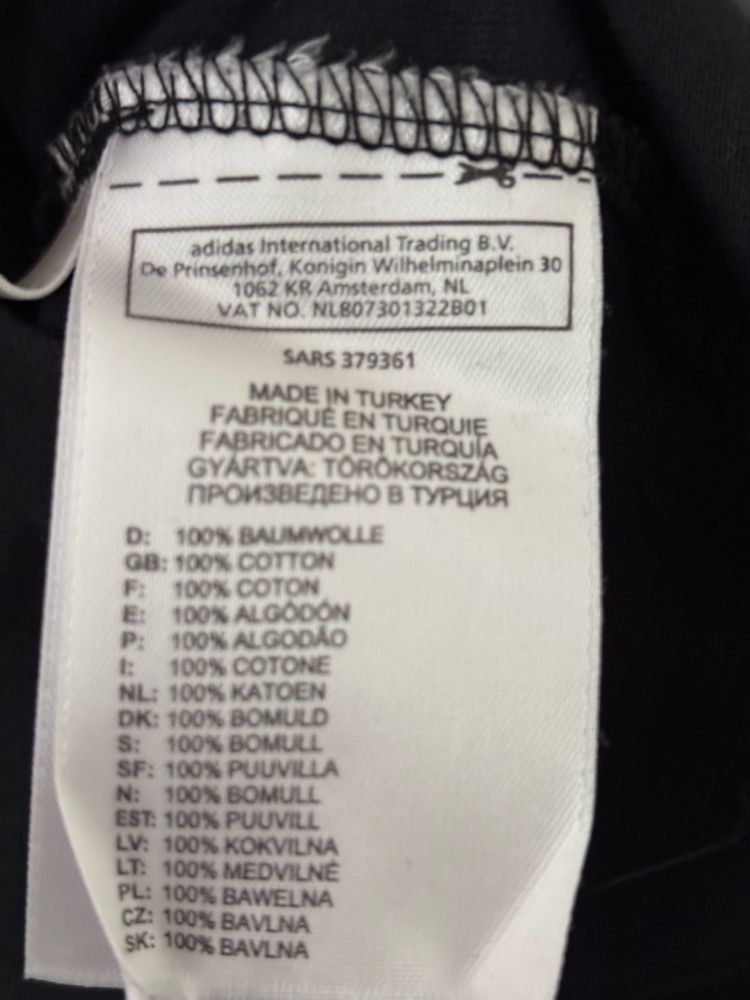 adidas International Trading B.V.
De Prinsenhof, Konigin Wilhelminaplein 30
1062 KR Amsterdam, NL
VAT NO. NL807301322B01
SARS 379361
MADE IN TURKEY
FABRIQUÉ EN TURQUIE
FABRICADO EN TURQUÍA
GYÁRTVA: TÖRÖKORSZÁG
ПРОИЗВЕДЕНО В ТУРЦИЯ
D: 100% BAUMWOLLE
GB: 100% COTTON
F: 100% COTON
E: 100% ALGÒDÓN
P: 100% ALGODÃO
I: 100% COTONE
NL: 100% KATOEN
DK: 100% BOMULD
S: 100% BOMULL
SF: 100% PUUVILLA
N: 100% BOMULL
EST: 100% PUUVILL
LV: 100% KOKVILNA
LT: 100% MEDVILNĖ
PL: 100% BAWELNA
CZ: 100% BAVLNA
SK: 100% BAVLNA